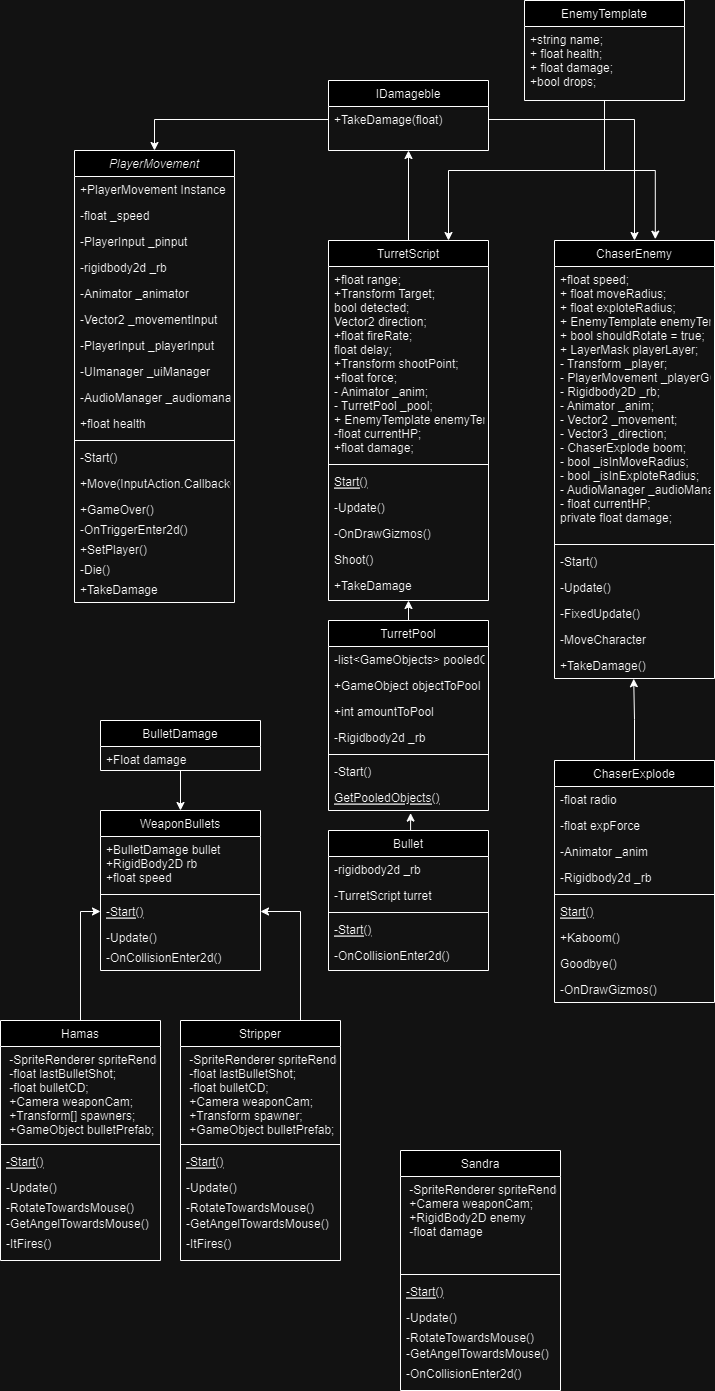 EnemyTemplate
+string name;
+ float health;
+ float damage;
+bool drops;
IDamageble
+TakeDamage(float)
PlayerMovement
+PlayerMovement Instance
-float _speed
-PlayerInput _pinput
-rigidbody2d _rb
-Animator _animator
-Vector2 _movementInput
-PlayerInput _playerInput
-UImanager _uiManager
-AudioManager _audiomana
+float health
-Start()
+Move(InputAction.Callback
+GameOver()
-OnTriggerEnter2d()
+SetPlayer()
-Die()
+TakeDamage
TurretScript
+float range;
+Transform Target;
bool detected;
Vector2 direction;
+float fireRate;
float delay;
+Transform shootPoint;
+float force;
- Animator _anim;
- TurretPool _pool;
+ EnemyTemplate enemyTe
-float currentHP;
+float damage;
Start()
-Update()
-OnDrawGizmos()
Shoot()
+TakeDamage
ChaserEnemy
+float speed;
+ float moveRadius;
+ float exploteRadius;
+ EnemyTemplate enemyTe
+ bool shouldRotate = true;
+ LayerMask playerLayer;
- Transform _player;
- PlayerMovement _playerG
- Rigidbody2D _rb;
- Animator _anim;
- Vector2 _movement;
- Vector3 _direction;
- ChaserExplode boom;
- bool _isInMoveRadius;
- bool _isInExploteRadius;
- AudioManager _audioMana
- float currentHP;
private float damage;
-Start()
-Update()
-FixedUpdate()
-MoveCharacter
+TakeDamage()
TurretPool
-list<GameObjects> pooledO
+GameObject objectToPool
+int amountToPool
-Rigidbody2d _rb
-Start()
GetPooledObjects()
BulletDamage
+Float damage
WeaponBullets
+BulletDamage bullet
+RigidBody2D rb
+float speed
-Start()
-Update()
-OnCollisionEnter2d()
Bullet
-rigidbody2d _rb
-TurretScript turret
-Start()
-OnCollisionEnter2d()
ChaserExplode
-float radio
-float expForce
-Animator _anim
-Rigidbody2d _rb
Start()
+Kaboom()
Goodbye()
-OnDrawGizmos()
Hamas
-SpriteRenderer spriteRend
-float lastBulletShot;
-float bulletCD;
+Camera weaponCam;
+Transform[] spawners;
+GameObject bulletPrefab;
-Start()
-Update()
-RotateTowardsMouse()
-GetAngelTowardsMouse()
-ItFires()
Stripper
-SpriteRenderer spriteRend
-float lastBulletShot;
-float bulletCD;
+Camera weaponCam;
+Transform spawner;
+GameObject bulletPrefab;
-Start()
-Update()
-RotateTowardsMouse()
-GetAngelTowardsMouse()
-ItFires()
Sandra
-SpriteRenderer spriteRend
+Camera weaponCam;
+RigidBody2D enemy
-float damage
-Start()
-Update()
-RotateTowardsMouse()
-GetAngelTowardsMouse()
-OnCollisionEnter2d()